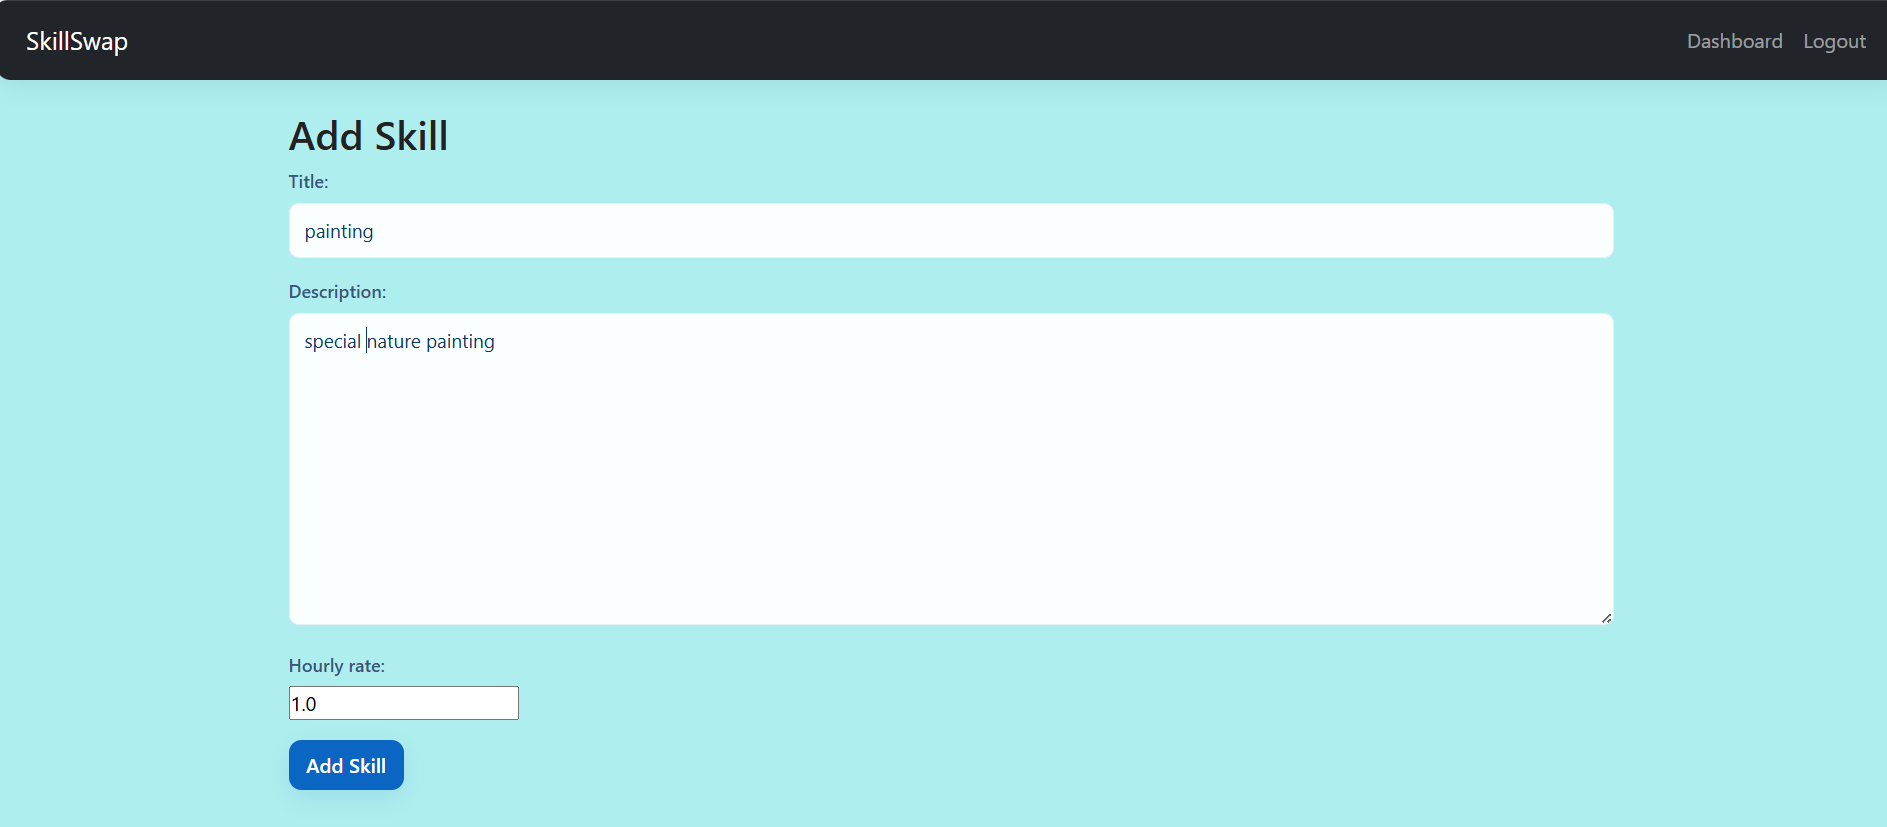 SkillSwap
Dashboard Logout
Add Skill
Title:
painting
Description:
special nature painting
Hourly rate:
1.0
Add Skill